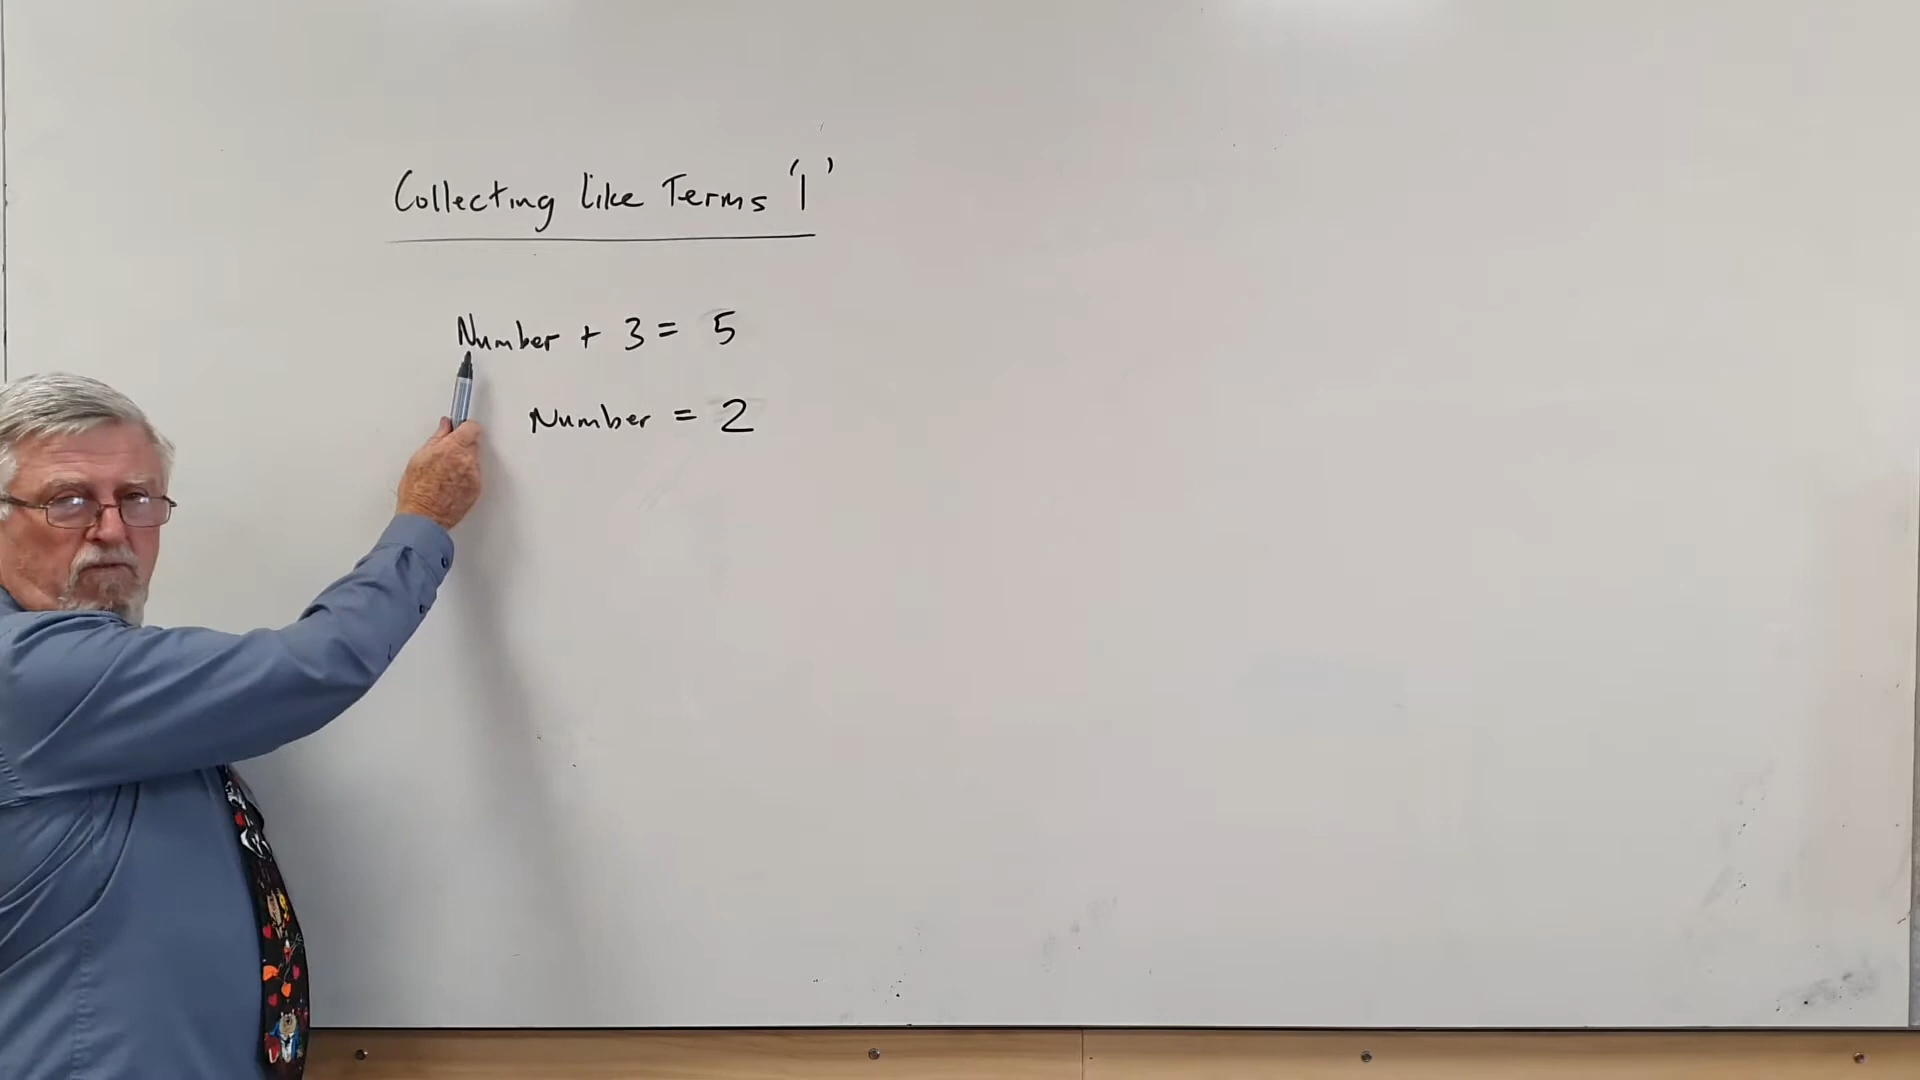 Collecting like Terms '1'
Number + 3 = 5
Number = 2